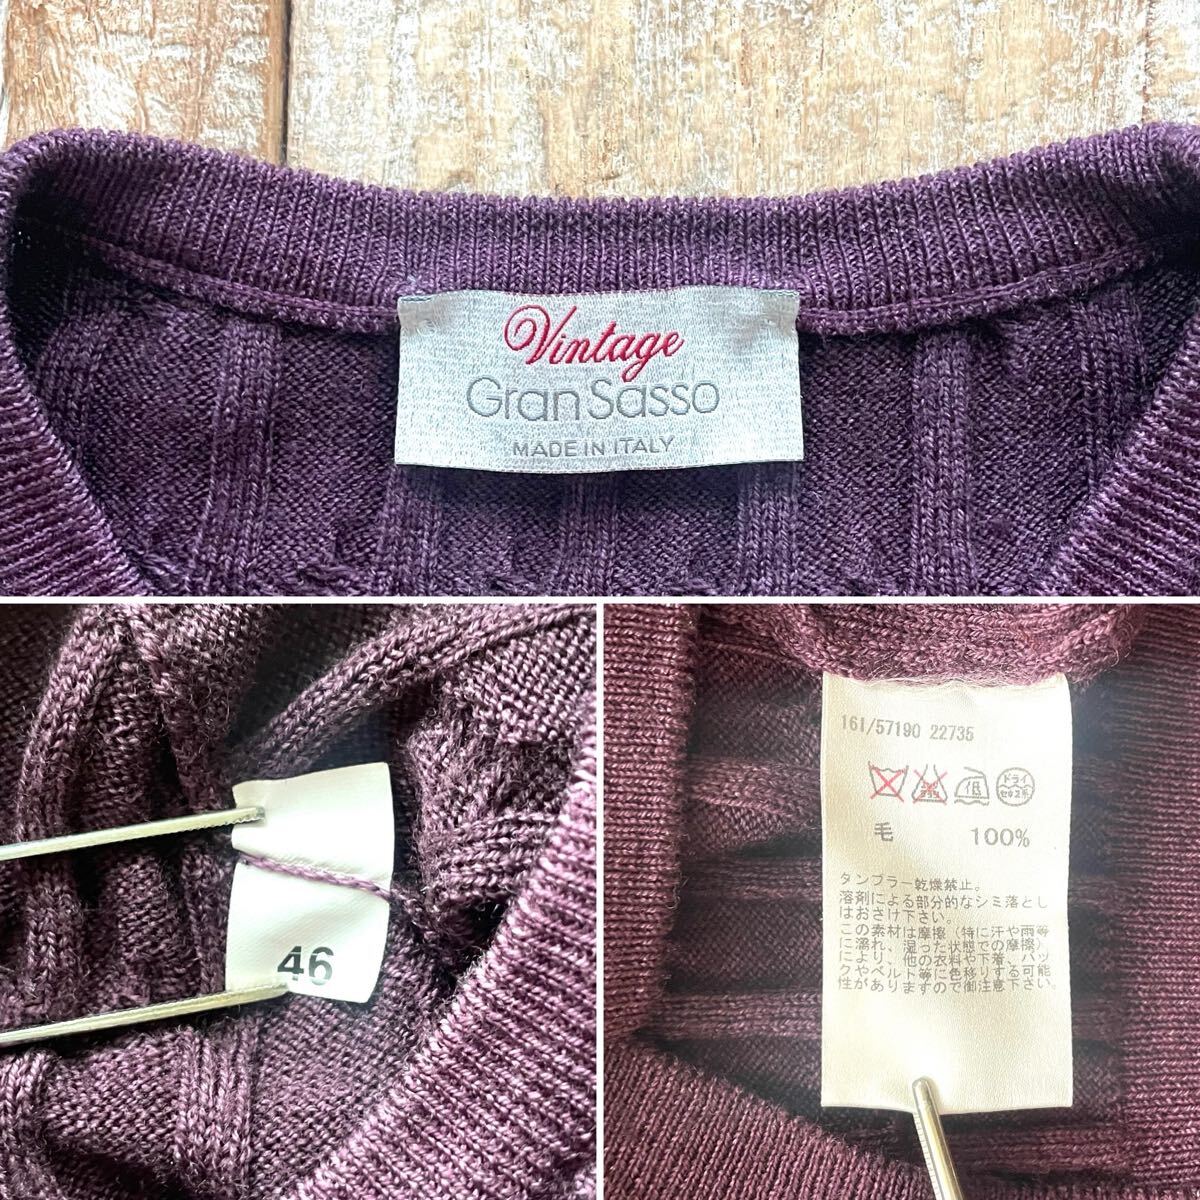 Vintage
Gran Sasso
MADE IN ITALY
46
16I/57190 22735
低
ドライ
セキユ系
毛 100%
タンブラー乾燥禁止。
溶剤による部分的なシミ落とし
はおさけ下さい。
この素材は摩擦(特に汗や雨等
に濡れ、湿った状態での摩擦)
により、他の衣料や下着、バッ
クやベルト等に色移りする可能
性がありますので御注意下さい。